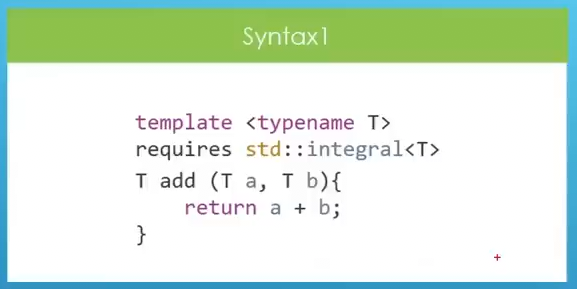 Syntax1
template <typename T>
requires std::integral<T>
T add (T a, T b){
    return a + b;
}